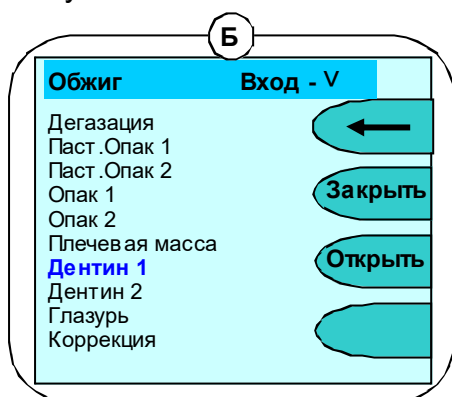 Б
Обжиг Вход - V
Дегазация
Паст.Опак 1
Паст.Опак 2
Опак 1
Опак 2
Плечевая масса
Дентин 1
Дентин 2
Глазурь
Коррекция
Закрыть
Открыть